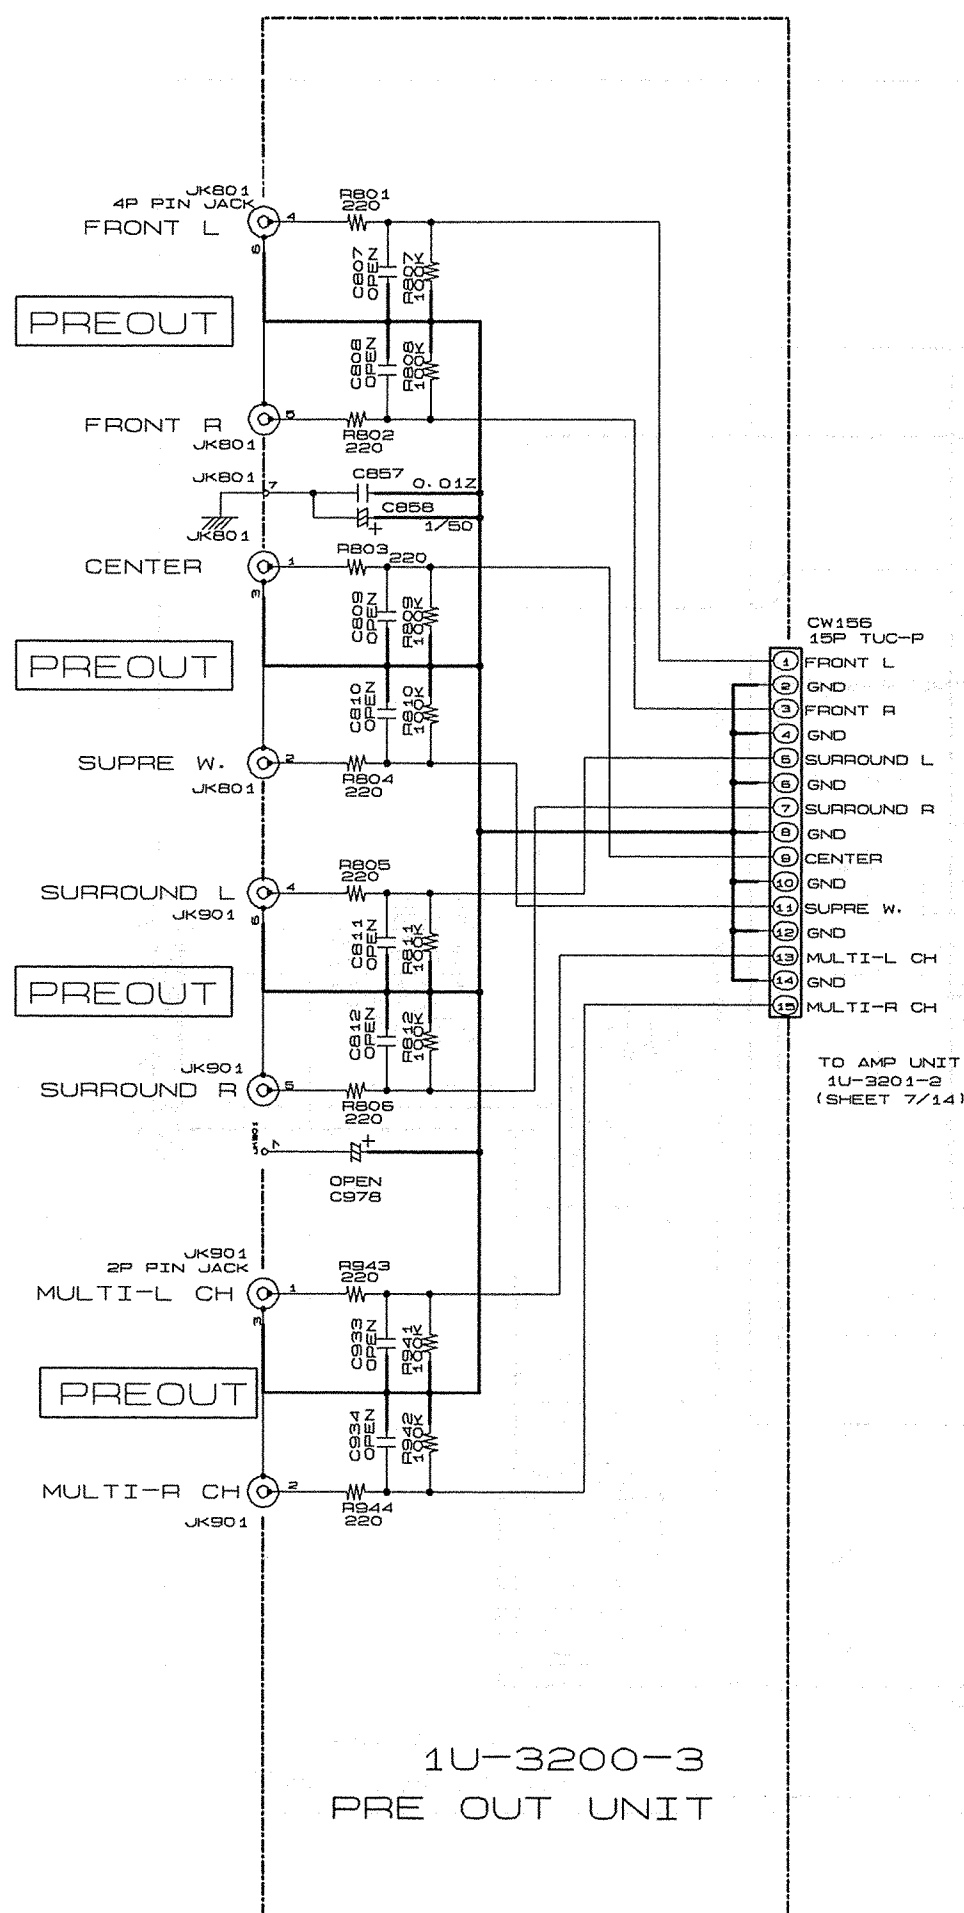 JK801
4P PIN JACK
FRONT L
4
6
R801
220
C807
OPEN
R807
100K
PREOUT
C808
OPEN
R808
100K
FRONT R
5
JK801
R802
220
JK801
7
C857
0.01Z
C858
+
1/50
JK801
CENTER
1
3
R803
220
C809
OPEN
R809
100K
PREOUT
C810
OPEN
R810
100K
SUPRE W.
2
JK801
R804
220
CW156
15P TUC-P
1 FRONT L
2 GND
3 FRONT R
4 GND
5 SURROUND L
6 GND
7 SURROUND R
8 GND
9 CENTER
10 GND
11 SUPRE W.
12 GND
13 MULTI-L CH
14 GND
15 MULTI-R CH
TO AMP UNIT
1U-3201-2
(SHEET 7/14)
SURROUND L
4
JK901
6
R805
220
C811
OPEN
R811
100K
PREOUT
C812
OPEN
R812
100K
JK901
SURROUND R
5
R806
220
JK901
7
+
OPEN
C978
JK901
2P PIN JACK
MULTI-L CH
1
3
R943
220
C933
OPEN
R941
100K
PREOUT
C934
OPEN
R942
100K
MULTI-R CH
2
JK901
R944
220
1U-3200-3
PRE OUT UNIT